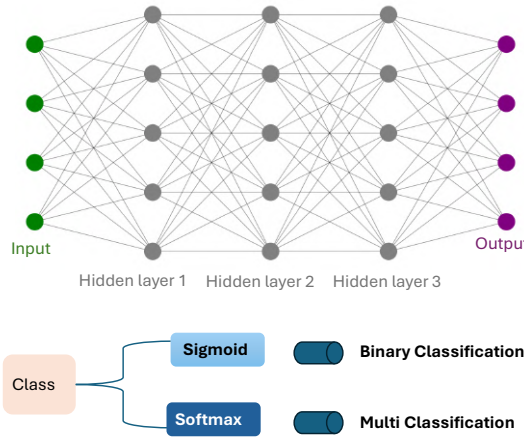 Input
Output
Hidden layer 1 Hidden layer 2 Hidden layer 3
Class
Sigmoid Binary Classification
Softmax Multi Classification